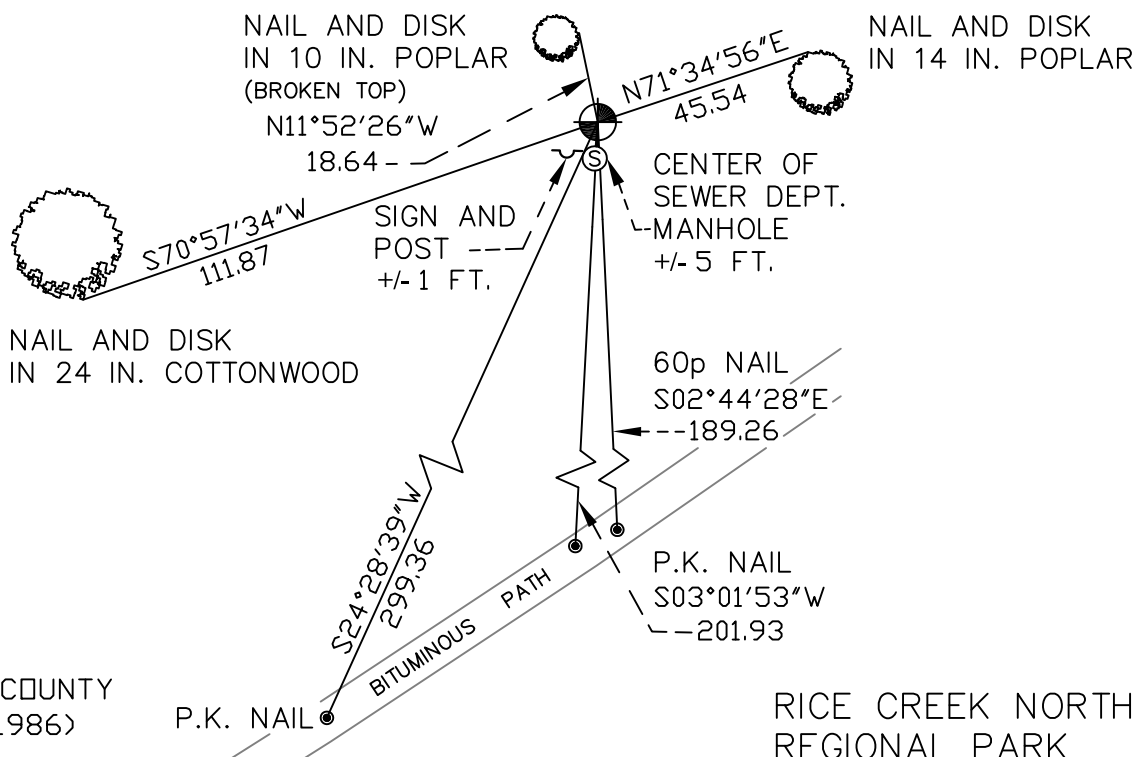 NAIL AND DISK
IN 10 IN. POPLAR
(BROKEN TOP)
N11°52'26"W
18.64
N71°34'56"E
45.54
NAIL AND DISK
IN 14 IN. POPLAR
S70°57'34"W
111.87
SIGN AND
POST
+/- 1 FT.
S
CENTER OF
SEWER DEPT.
MANHOLE
+/- 5 FT.
NAIL AND DISK
IN 24 IN. COTTONWOOD
60p NAIL
S02°44'28"E
189.26
S24°28'39"W
299.36
P.K. NAIL
S03°01'53"W
201.93
BITUMINOUS PATH
COUNTY
1986)
P.K. NAIL
RICE CREEK NORTH
REGIONAL PARK